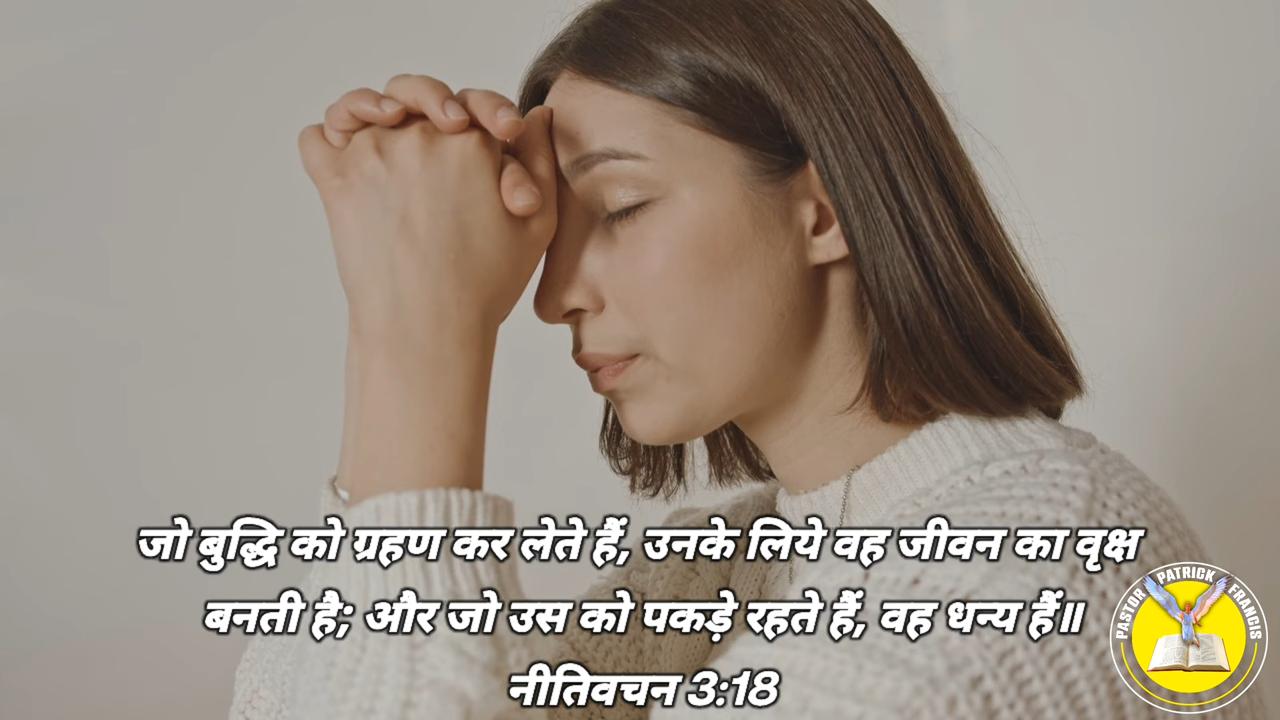 जो बुद्धि को ग्रहण कर लेते हैं, उनके लिये वह जीवन का वृक्ष
बनती है; और जो उस को पकड़े रहते हैं, वह धन्य हैं॥
नीतिवचन 3:18
PASTOR PATRICK FRANCIS